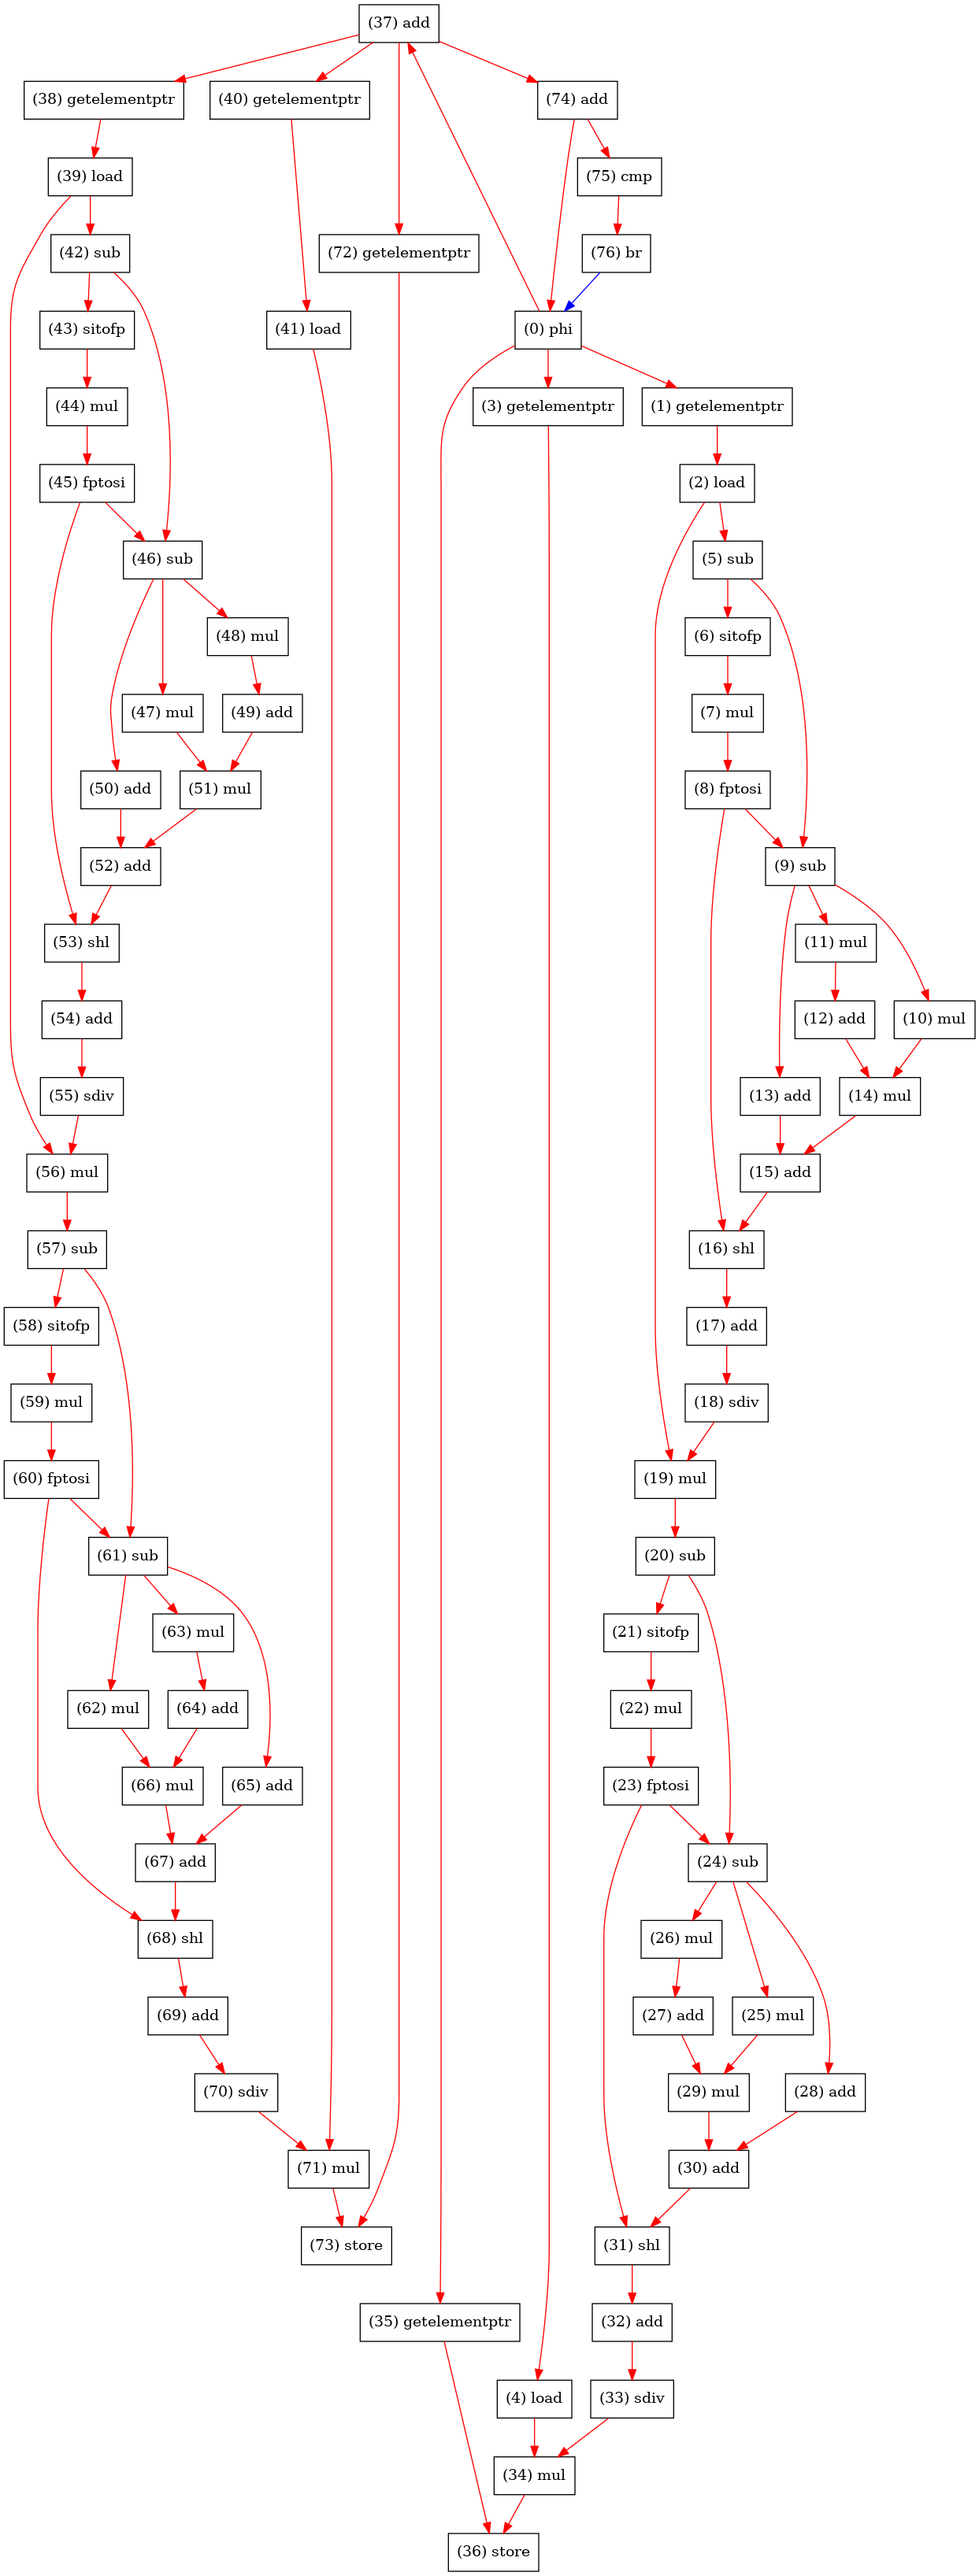 (37) add
(38) getelementptr
(40) getelementptr
(74) add
(39) load
(75) cmp
(42) sub
(72) getelementptr
(76) br
(43) sitofp
(41) load
(0) phi
(44) mul
(3) getelementptr
(1) getelementptr
(45) fptosi
(2) load
(46) sub
(5) sub
(48) mul
(6) sitofp
(47) mul
(49) add
(7) mul
(50) add
(51) mul
(8) fptosi
(52) add
(9) sub
(53) shl
(11) mul
(54) add
(12) add
(10) mul
(55) sdiv
(13) add
(14) mul
(56) mul
(15) add
(57) sub
(16) shl
(58) sitofp
(17) add
(59) mul
(18) sdiv
(60) fptosi
(19) mul
(61) sub
(20) sub
(63) mul
(21) sitofp
(62) mul
(64) add
(22) mul
(66) mul
(65) add
(23) fptosi
(67) add
(24) sub
(68) shl
(26) mul
(69) add
(27) add
(25) mul
(70) sdiv
(29) mul
(28) add
(71) mul
(30) add
(73) store
(31) shl
(35) getelementptr
(32) add
(4) load
(33) sdiv
(34) mul
(36) store